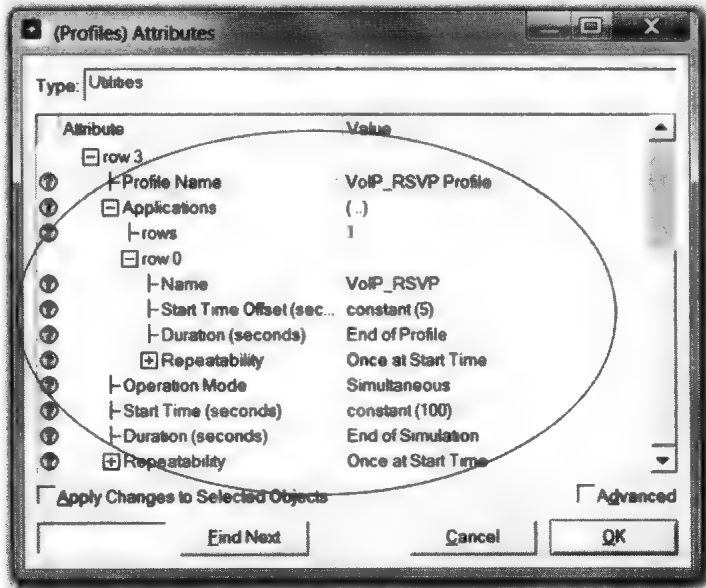 (Profiles) Attributes
Type: Utilities
Attribute Value
row 3
Profile Name VoIP_RSVP Profile
Applications (...)
rows 1
row 0
Name VoIP_RSVP
Start Time Offset (sec... constant (5)
Duration (seconds) End of Profile
Repeatability Once at Start Time
Operation Mode Simultaneous
Start Time (seconds) constant (100)
Duration (seconds) End of Simulation
Repeatability Once at Start Time
Apply Changes to Selected Objects Advanced
Find Next Cancel OK